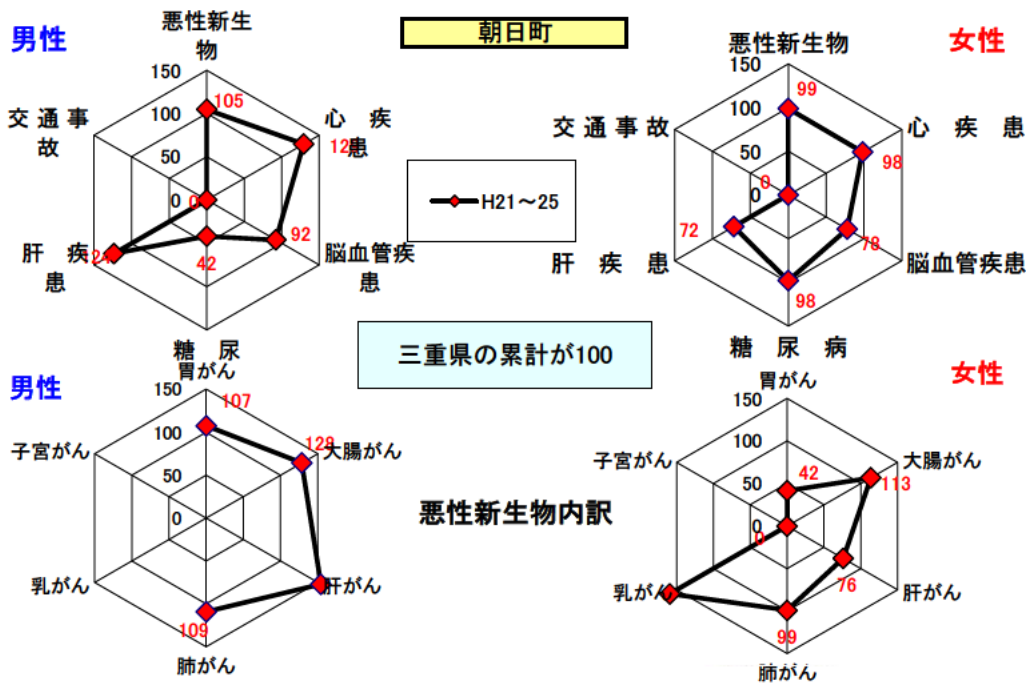 男性
朝日町
女性
悪性新生
物
150
100
50
0
105
心 疾
患
92
脳血管疾
患
42
糖 尿
124
肝 疾
患
0
交 通 事
故
H21～25
悪性新生物
150
100
50
0
99
心 疾 患
98
脳血管疾患
78
糖 尿 病
98
肝 疾 患
72
交通事故
0
三重県の累計が100
男性
女性
胃がん
150
100
50
0
107
大腸がん
128
肝がん
肺がん
109
乳がん
子宮がん
悪性新生物内訳
胃がん
150
100
50
0
42
大腸がん
113
肝がん
76
肺がん
99
乳がん
子宮がん
0